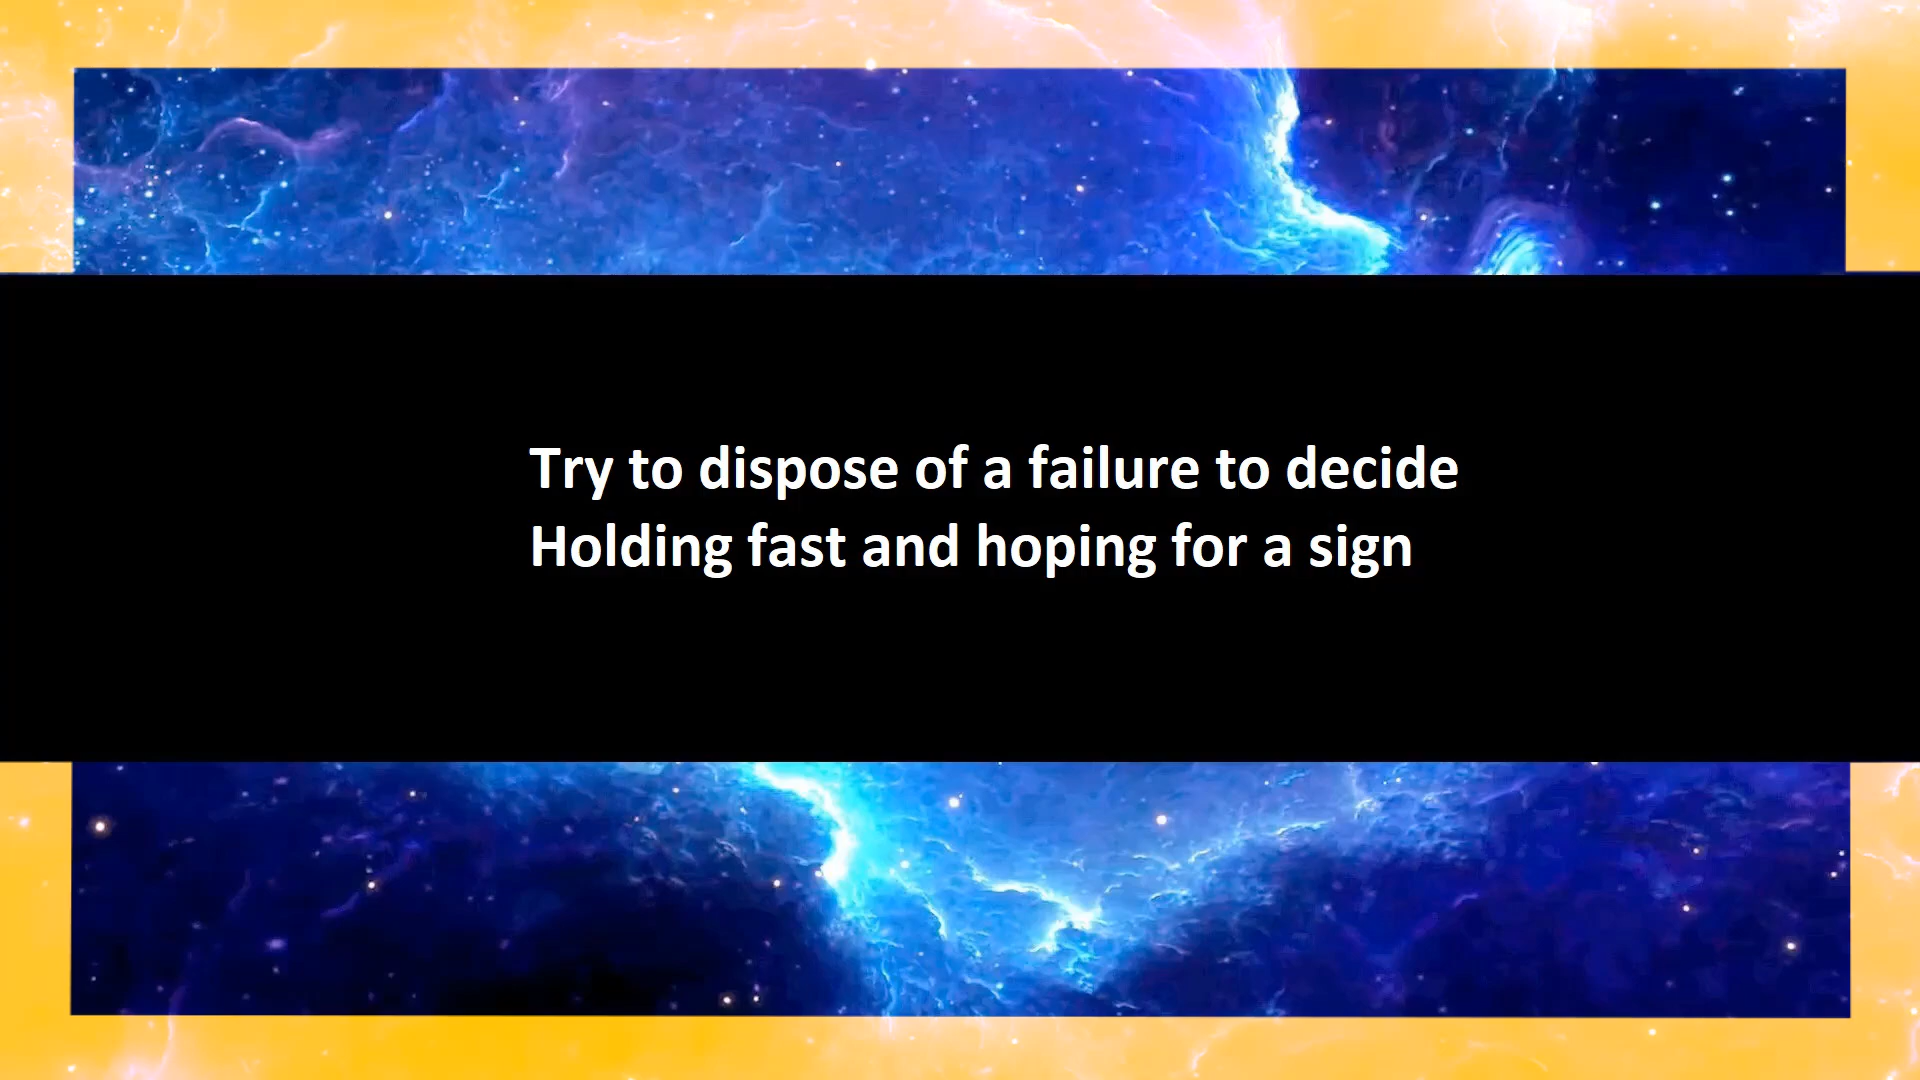 Try to dispose of a failure to decide
Holding fast and hoping for a sign